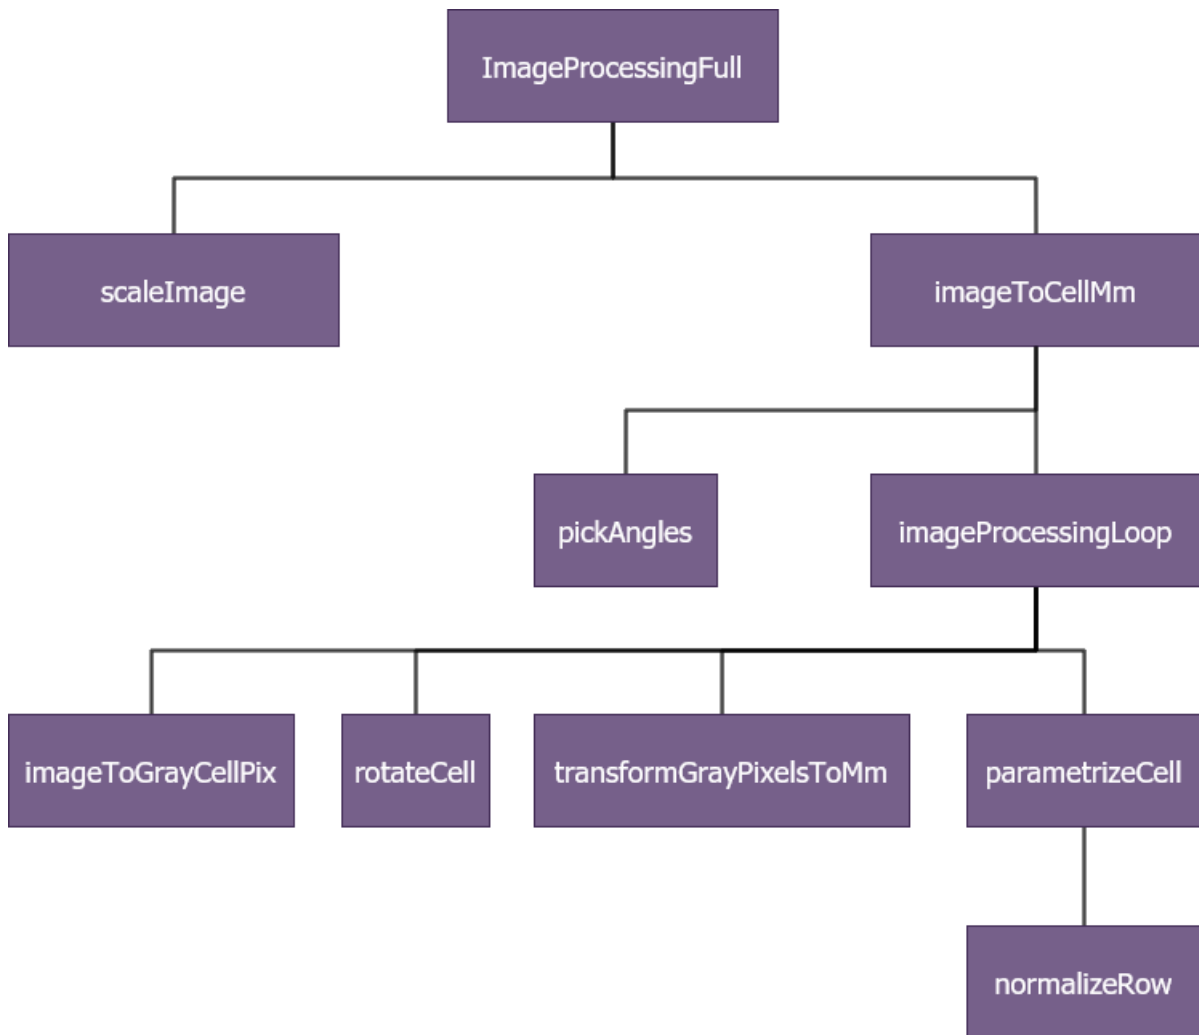 ImageProcessingFull
scaleImage
imageToCellMm
pickAngles
imageProcessingLoop
imageToGrayCellPix
rotateCell
transformGrayPixelsToMm
parametrizeCell
normalizeRow